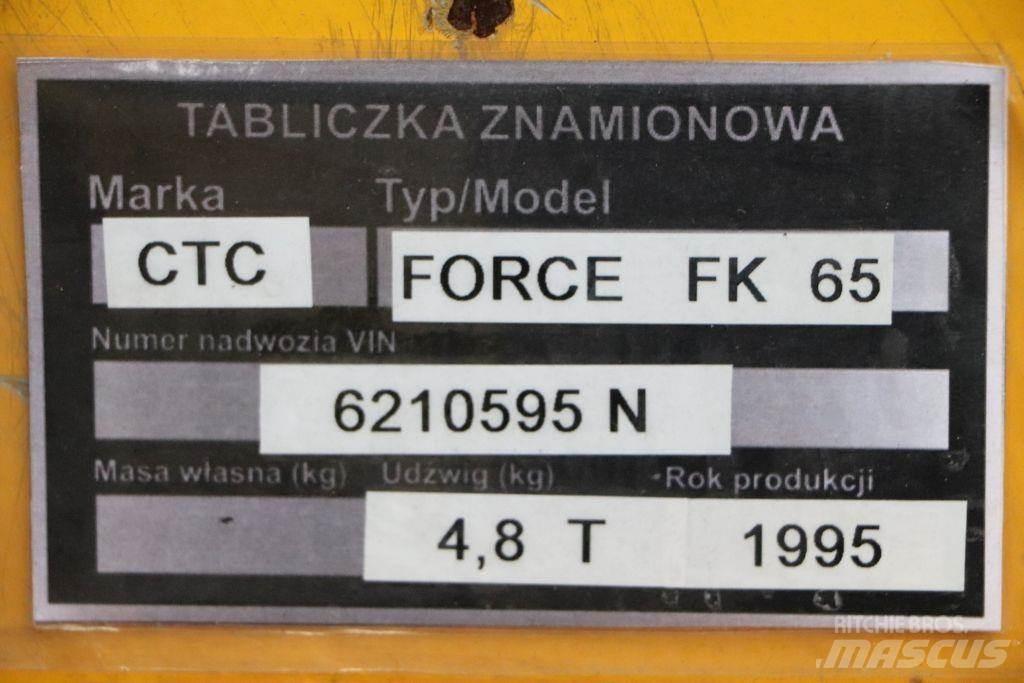 TABLICZKA ZNAMIONOWA
Marka Typ/Model
CTC FORCE FK 65
Numer nadwozia VIN
6210595 N
Masa własna (kg) Udźwig (kg) Rok produkcji
4,8 T 1995
RITCHIE BROS.
MASCUS